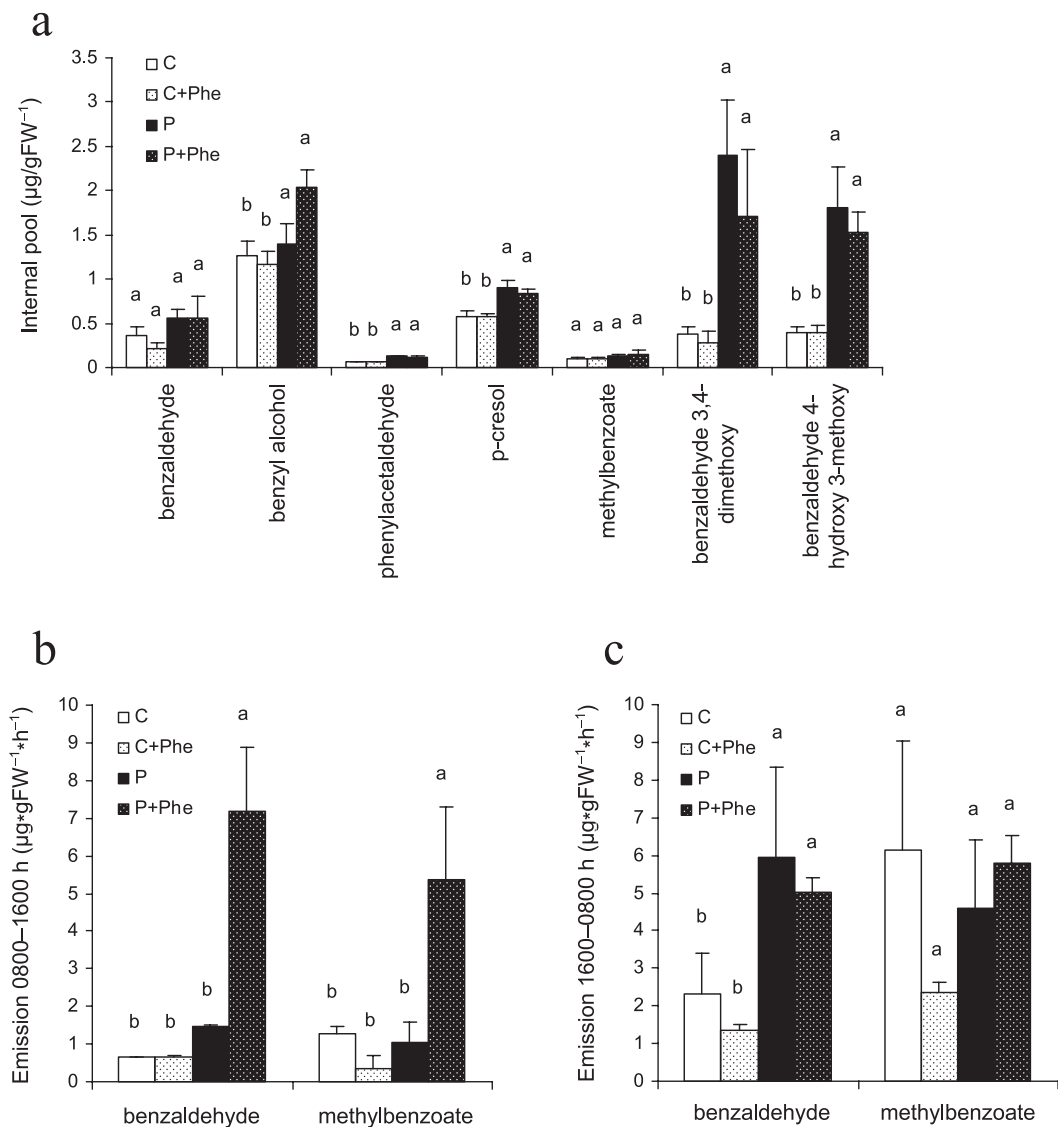 a
Internal pool (µg/gFW⁻¹)
3.5
3
2.5
2
1.5
1
0.5
0
C
C+Phe
P
P+Phe
a a a a
b b a a
b b a a
b b a a
a a a a
b b a a
b b a a
benzaldehyde
benzyl alcohol
phenylacetaldehyde
p-cresol
methylbenzoate
benzaldehyde 3,4-
dimethoxy
benzaldehyde 4-
hydroxy 3-methoxy
b
Emission 0800–1600 h (µg*gFW⁻¹*h⁻¹)
10
9
8
7
6
5
4
3
2
1
0
C
C+Phe
P
P+Phe
b b b a
b b b a
benzaldehyde
methylbenzoate
c
Emission 1600–0800 h (µg*gFW⁻¹*h⁻¹)
10
9
8
7
6
5
4
3
2
1
0
C
C+Phe
P
P+Phe
b b a a
a a a a
benzaldehyde
methylbenzoate